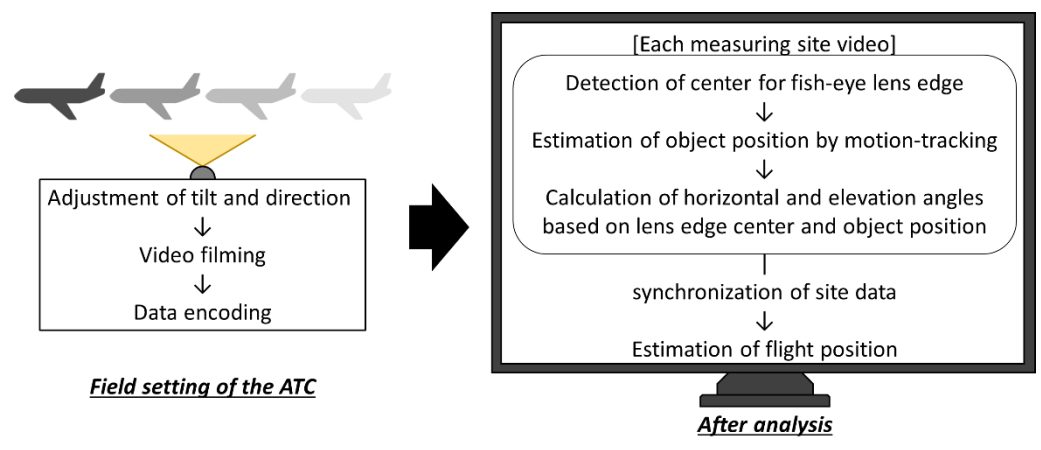 Adjustment of tilt and direction
↓
Video filming
↓
Data encoding
Field setting of the ATC
[Each measuring site video]
Detection of center for fish-eye lens edge
↓
Estimation of object position by motion-tracking
↓
Calculation of horizontal and elevation angles
based on lens edge center and object position
synchronization of site data
↓
Estimation of flight position
After analysis